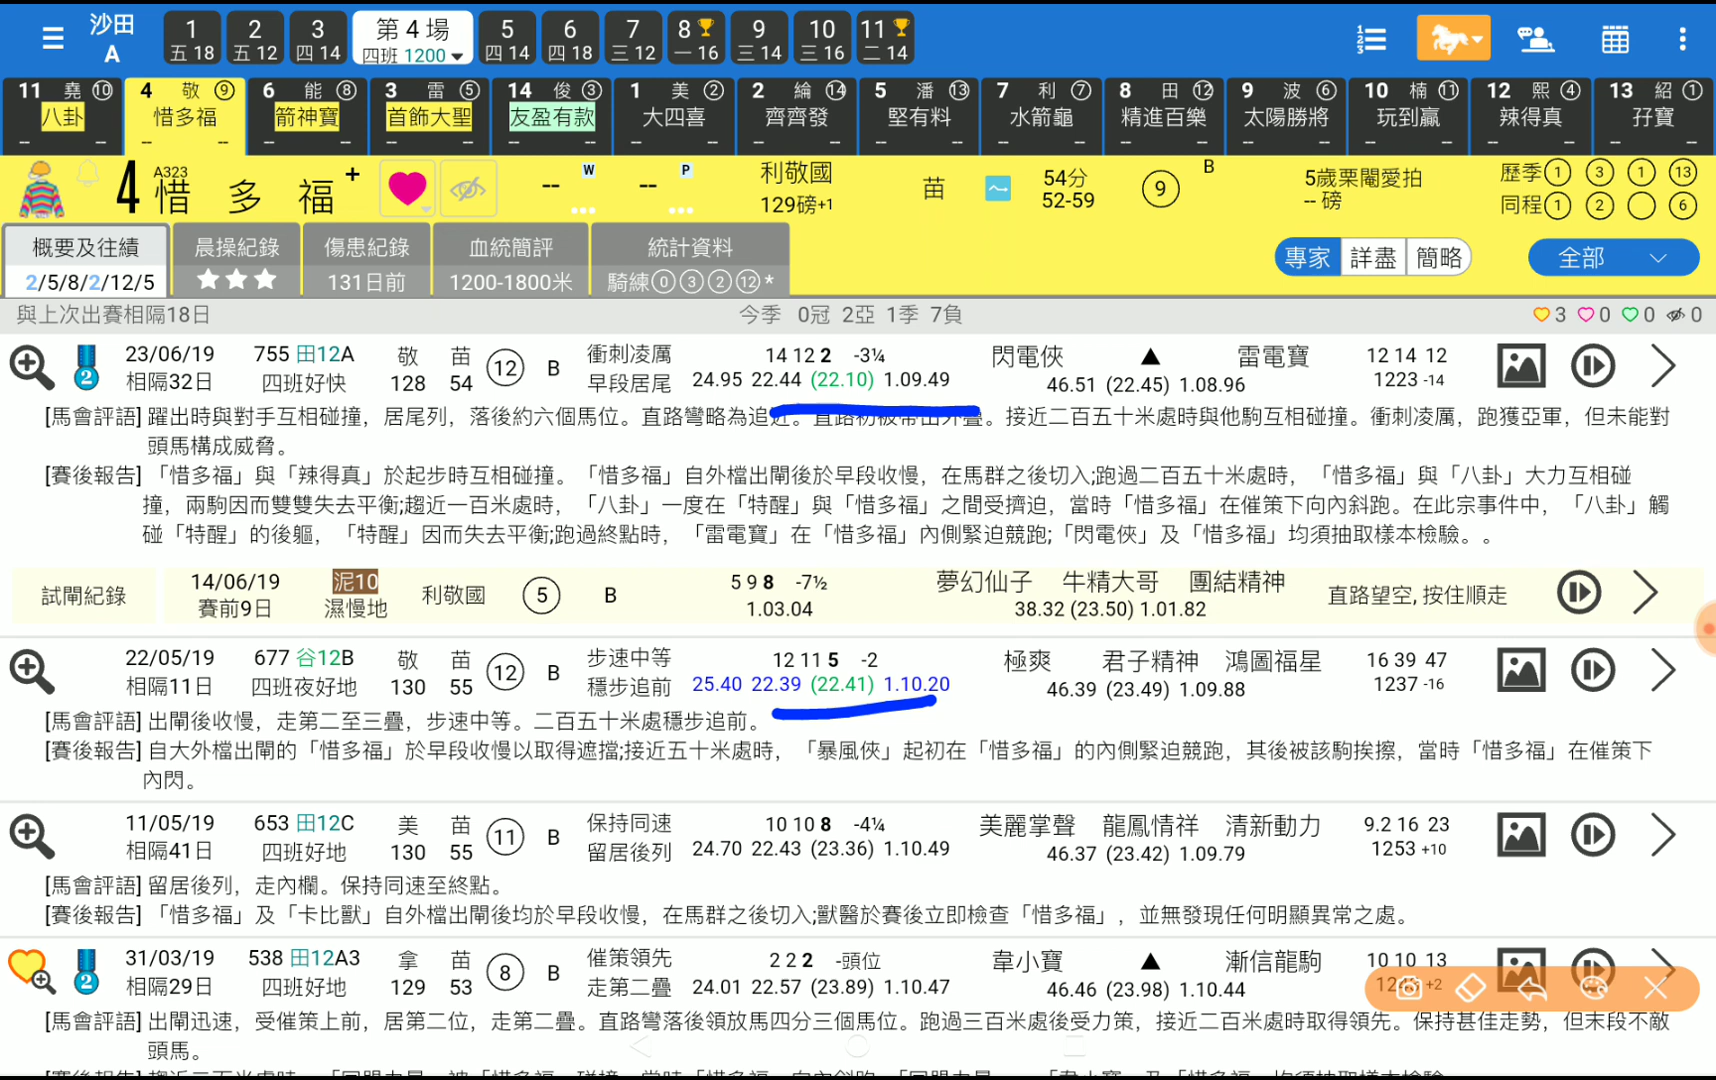 沙田 A
1 五 18
2 五 12
3 四 14
第 4 場 四班 1200
5 四 14
6 四 18
7 三 12
8 一 16
9 三 14
10 三 16
11 二 14
11 堯 10 八卦 -- --
4 敬 9 惜多福 -- --
6 能 8 箭神寶
3 雷 5 首飾大聖
14 俊 3 友盈有款
1 美 2 大四喜 -- --
2 綸 14 齊齊發 -- --
5 潘 13 堅有料 -- --
7 利 7 水箭龜 -- --
8 田 12 精進百樂 -- --
9 波 6 太陽勝將 -- --
10 楠 11 玩到贏 -- --
12 熙 4 辣得真 -- --
13 紹 1 孖寶 -- --
4 A323 惜 多 福 +
-- W
-- P
利敬國
129磅+1
苗
54分
52-59
9
B
5歲栗閹愛拍
-- 磅
歷季 1 3 1 13
同程 1 2 6
概要及往績
2/5/8/2/12/5
晨操紀錄
★★★
傷患紀錄
131日前
血統簡評
1200-1800米
統計資料
騎練 0 3 2 12 *
專家 詳盡 簡略
全部
與上次出賽相隔18日
今季 0冠 2亞 1季 7負
3 0 0 0
2 23/06/19 755 田12A 敬 苗 12 B 衝刺凌厲 14 12 2 -3¼ 閃電俠 ▲ 雷電寶 12 14 12
相隔32日 四班好快 128 54 早段居尾 24.95 22.44 (22.10) 1.09.49 46.51 (22.45) 1.08.96 1223 -14
[馬會評語] 躍出時與對手互相碰撞，居尾列，落後約六個馬位。直路彎略為追近。直路初被帶出外疊。接近二百五十米處時與他駒互相碰撞。衝刺凌厲，跑獲亞軍，但未能對
頭馬構成威脅。
[賽後報告] 「惜多福」與「辣得真」於起步時互相碰撞。「惜多福」自外檔出閘後於早段收慢，在馬群之後切入;跑過二百五十米處時，「惜多福」與「八卦」大力互相碰
撞，兩駒因而雙雙失去平衡;趨近一百米處時，「八卦」一度在「特醒」與「惜多福」之間受擠迫，當時「惜多福」在催策下向內斜跑。在此宗事件中，「八卦」觸
碰「特醒」的後軀，「特醒」因而失去平衡;跑過終點時，「雷電寶」在「惜多福」內側緊迫競跑;「閃電俠」及「惜多福」均須抽取樣本檢驗。。
試閘紀錄 14/06/19 泥10 利敬國 5 B 5 9 8 -7½ 夢幻仙子 牛精大哥 團結精神 直路望空, 按住順走
賽前9日 濕慢地 1.03.04 38.32 (23.50) 1.01.82
22/05/19 677 谷12B 敬 苗 12 B 步速中等 12 11 5 -2 極爽 君子精神 鴻圖福星 16 39 47
相隔11日 四班夜好地 130 55 穩步追前 25.40 22.39 (22.41) 1.10.20 46.39 (23.49) 1.09.88 1237 -16
[馬會評語] 出閘後收慢，走第二至三疊，步速中等。二百五十米處穩步追前。
[賽後報告] 自大外檔出閘的「惜多福」於早段收慢以取得遮擋;接近五十米處時，「暴風俠」起初在「惜多福」的內側緊迫競跑，其後被該駒挨擦，當時「惜多福」在催策下
內閃。
11/05/19 653 田12C 美 苗 11 B 保持同速 10 10 8 -4¼ 美麗掌聲 龍鳳情祥 清新動力 9.2 16 23
相隔41日 四班好地 130 55 留居後列 24.70 22.43 (23.36) 1.10.49 46.37 (23.42) 1.09.79 1253 +10
[馬會評語] 留居後列，走內欄。保持同速至終點。
[賽後報告] 「惜多福」及「卡比獸」自外檔出閘後均於早段收慢，在馬群之後切入;獸醫於賽後立即檢查「惜多福」，並無發現任何明顯異常之處。
2 31/03/19 538 田12A3 拿 苗 8 B 催策領先 2 2 2 -頭位 韋小寶 ▲ 漸信龍駒 10 10 13
相隔29日 四班好地 129 53 走第二疊 24.01 22.57 (23.89) 1.10.47 46.46 (23.98) 1.10.44 +2
[馬會評語] 出閘迅速，受催策上前，居第二位，走第二疊。直路彎落後領放馬四分三個馬位。跑過三百米處後受力策，接近二百米處時取得領先。保持甚佳走勢，但末段不敵
頭馬。